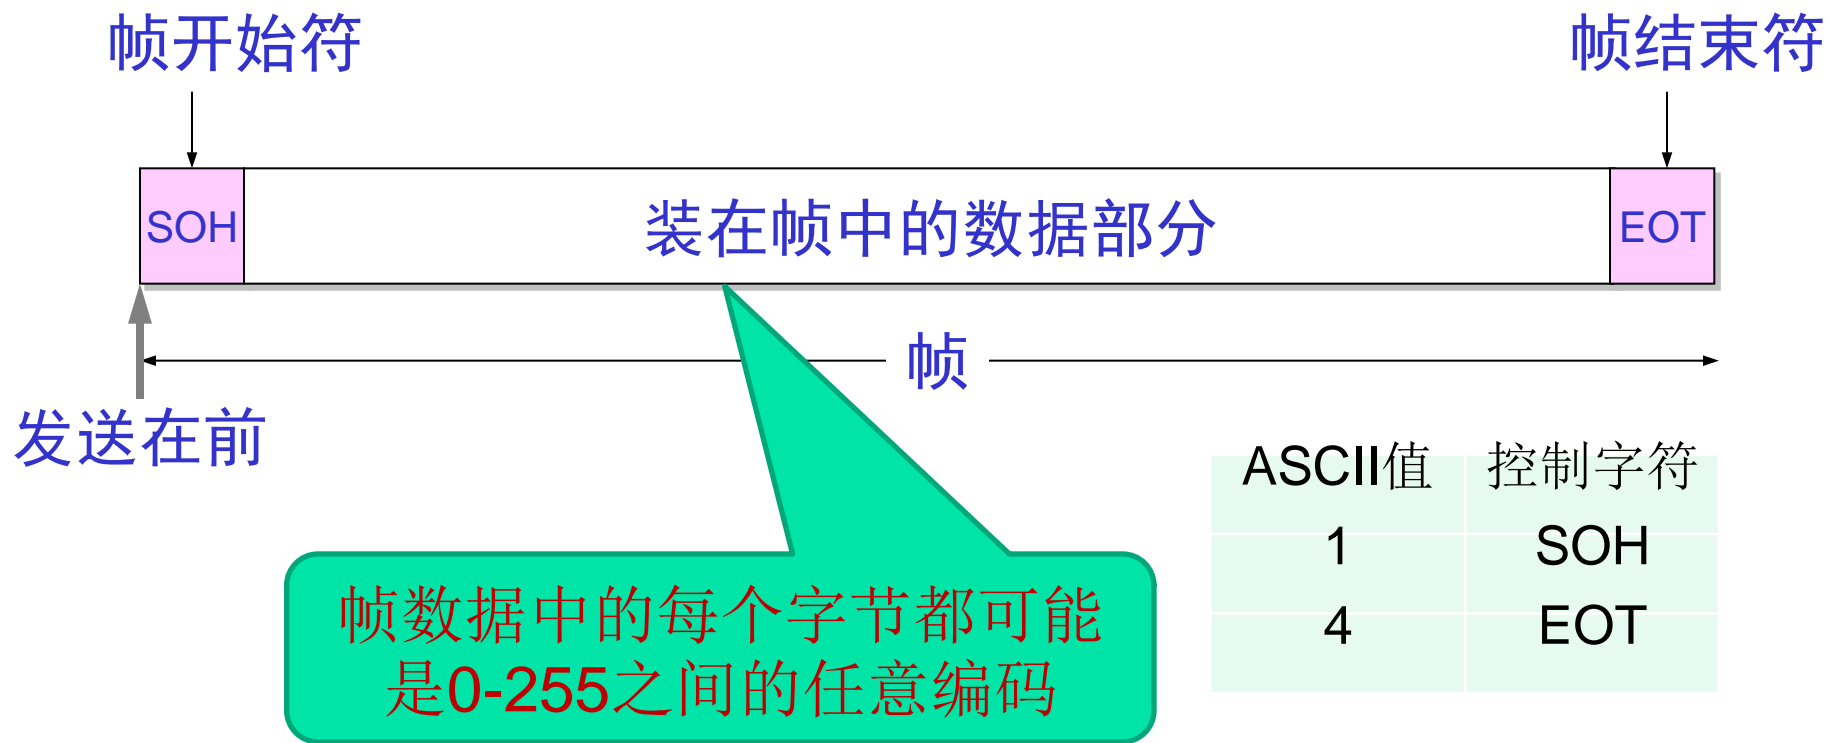 帧开始符
帧结束符
SOH
装在帧中的数据部分
EOT
帧
发送在前
ASCII值 控制字符
1 SOH
4 EOT
帧数据中的每个字节都可能
是0-255之间的任意编码